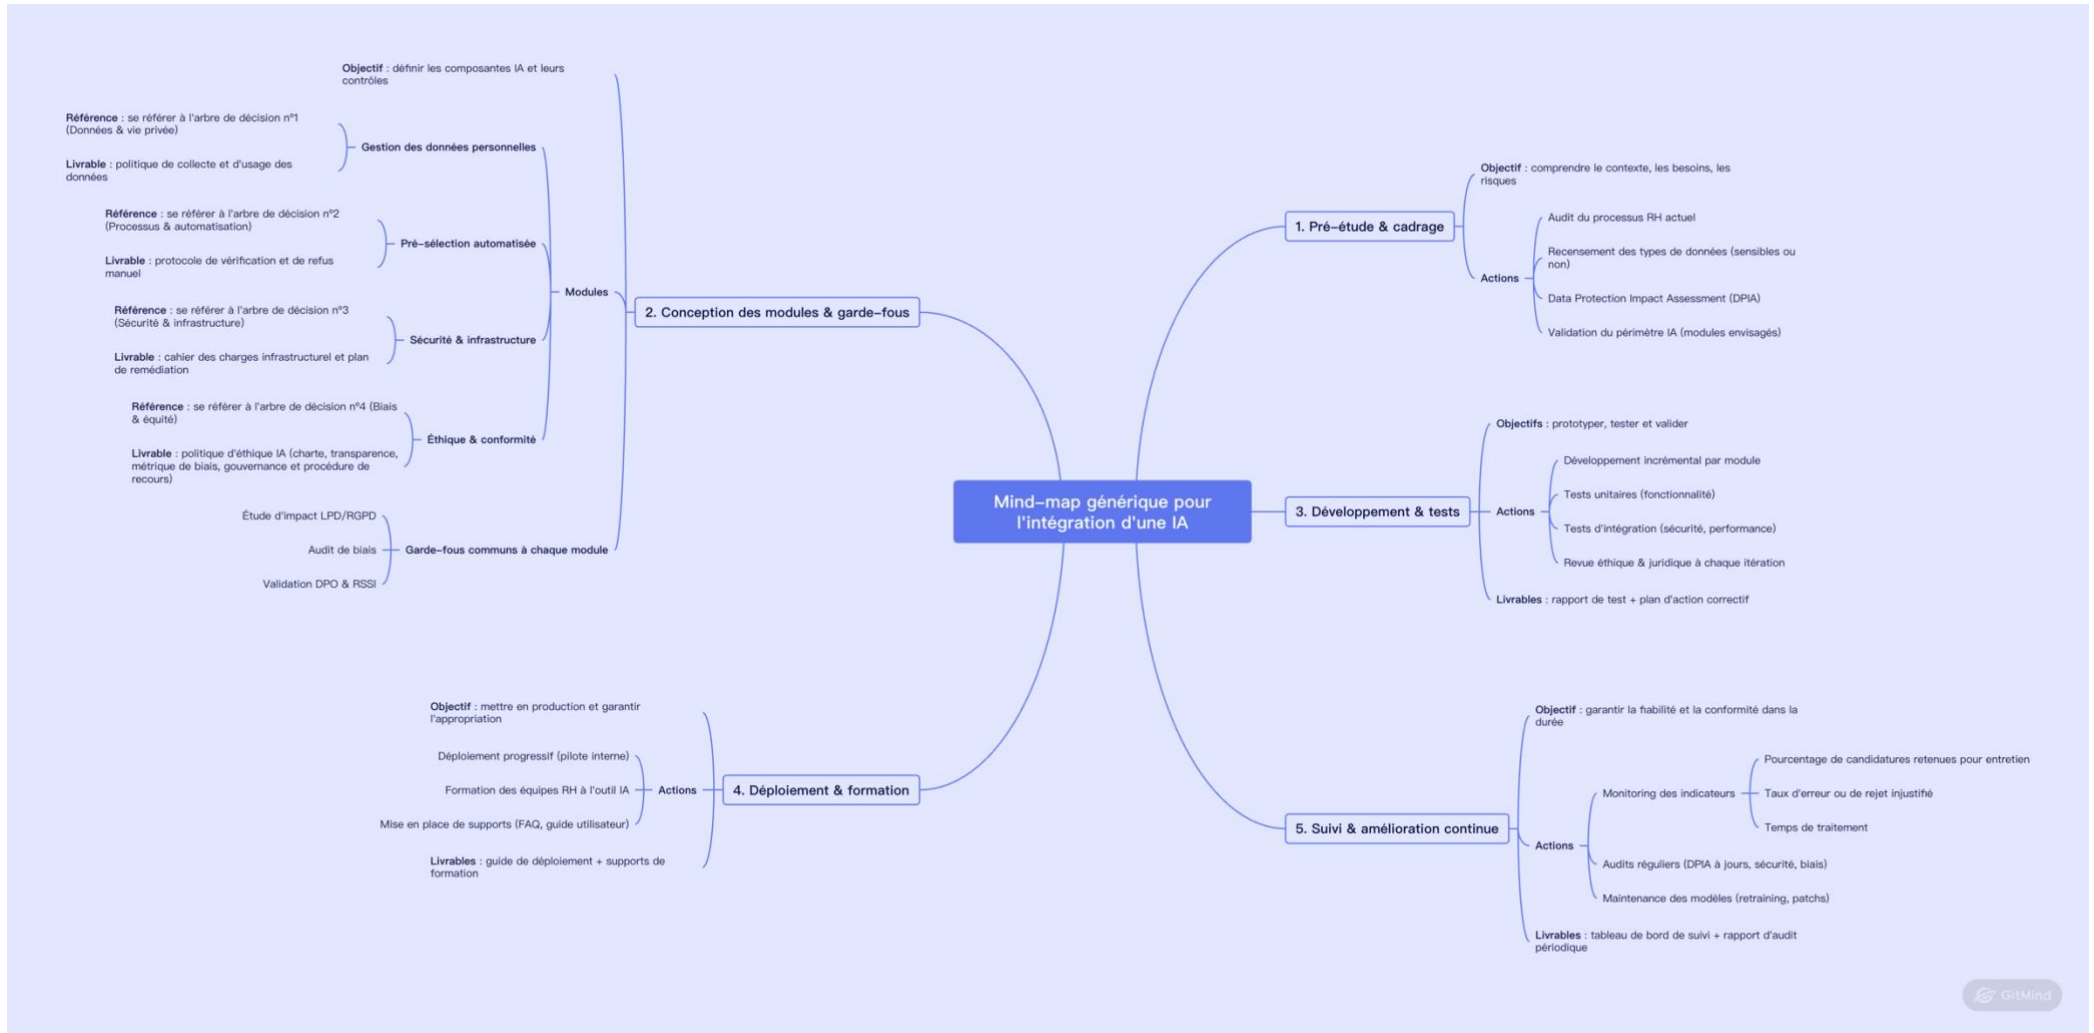 Mind-map générique pour
l'intégration d'une IA
1. Pré-étude & cadrage
Objectif : comprendre le contexte, les besoins, les
risques
Actions
Audit du processus RH actuel
Recensement des types de données (sensibles ou
non)
Data Protection Impact Assessment (DPIA)
Validation du périmètre IA (modules envisagés)
2. Conception des modules & garde-fous
Objectif : définir les composantes IA et leurs
contrôles
Modules
Gestion des données personnelles
Référence : se référer à l'arbre de décision n°1
(Données & vie privée)
Livrable : politique de collecte et d'usage des
données
Pré-sélection automatisée
Référence : se référer à l'arbre de décision n°2
(Processus & automatisation)
Livrable : protocole de vérification et de refus
manuel
Sécurité & infrastructure
Référence : se référer à l'arbre de décision n°3
(Sécurité & infrastructure)
Livrable : cahier des charges infrastructurel et plan
de remédiation
Éthique & conformité
Référence : se référer à l'arbre de décision n°4 (Biais
& équité)
Livrable : politique d'éthique IA (charte, transparence,
métrique de biais, gouvernance et procédure de
recours)
Garde-fous communs à chaque module
Étude d'impact LPD/RGPD
Audit de biais
Validation DPO & RSSI
3. Développement & tests
Objectifs : prototyper, tester et valider
Actions
Développement incrémental par module
Tests unitaires (fonctionnalité)
Tests d'intégration (sécurité, performance)
Revue éthique & juridique à chaque itération
Livrables : rapport de test + plan d'action correctif
4. Déploiement & formation
Objectif : mettre en production et garantir
l'appropriation
Actions
Déploiement progressif (pilote interne)
Formation des équipes RH à l'outil IA
Mise en place de supports (FAQ, guide utilisateur)
Livrables : guide de déploiement + supports de
formation
5. Suivi & amélioration continue
Objectif : garantir la fiabilité et la conformité dans la
durée
Actions
Monitoring des indicateurs
Pourcentage de candidatures retenues pour entretien
Taux d'erreur ou de rejet injustifié
Temps de traitement
Audits réguliers (DPIA à jours, sécurité, biais)
Maintenance des modèles (retraining, patchs)
Livrables : tableau de bord de suivi + rapport d'audit
périodique
GitMind